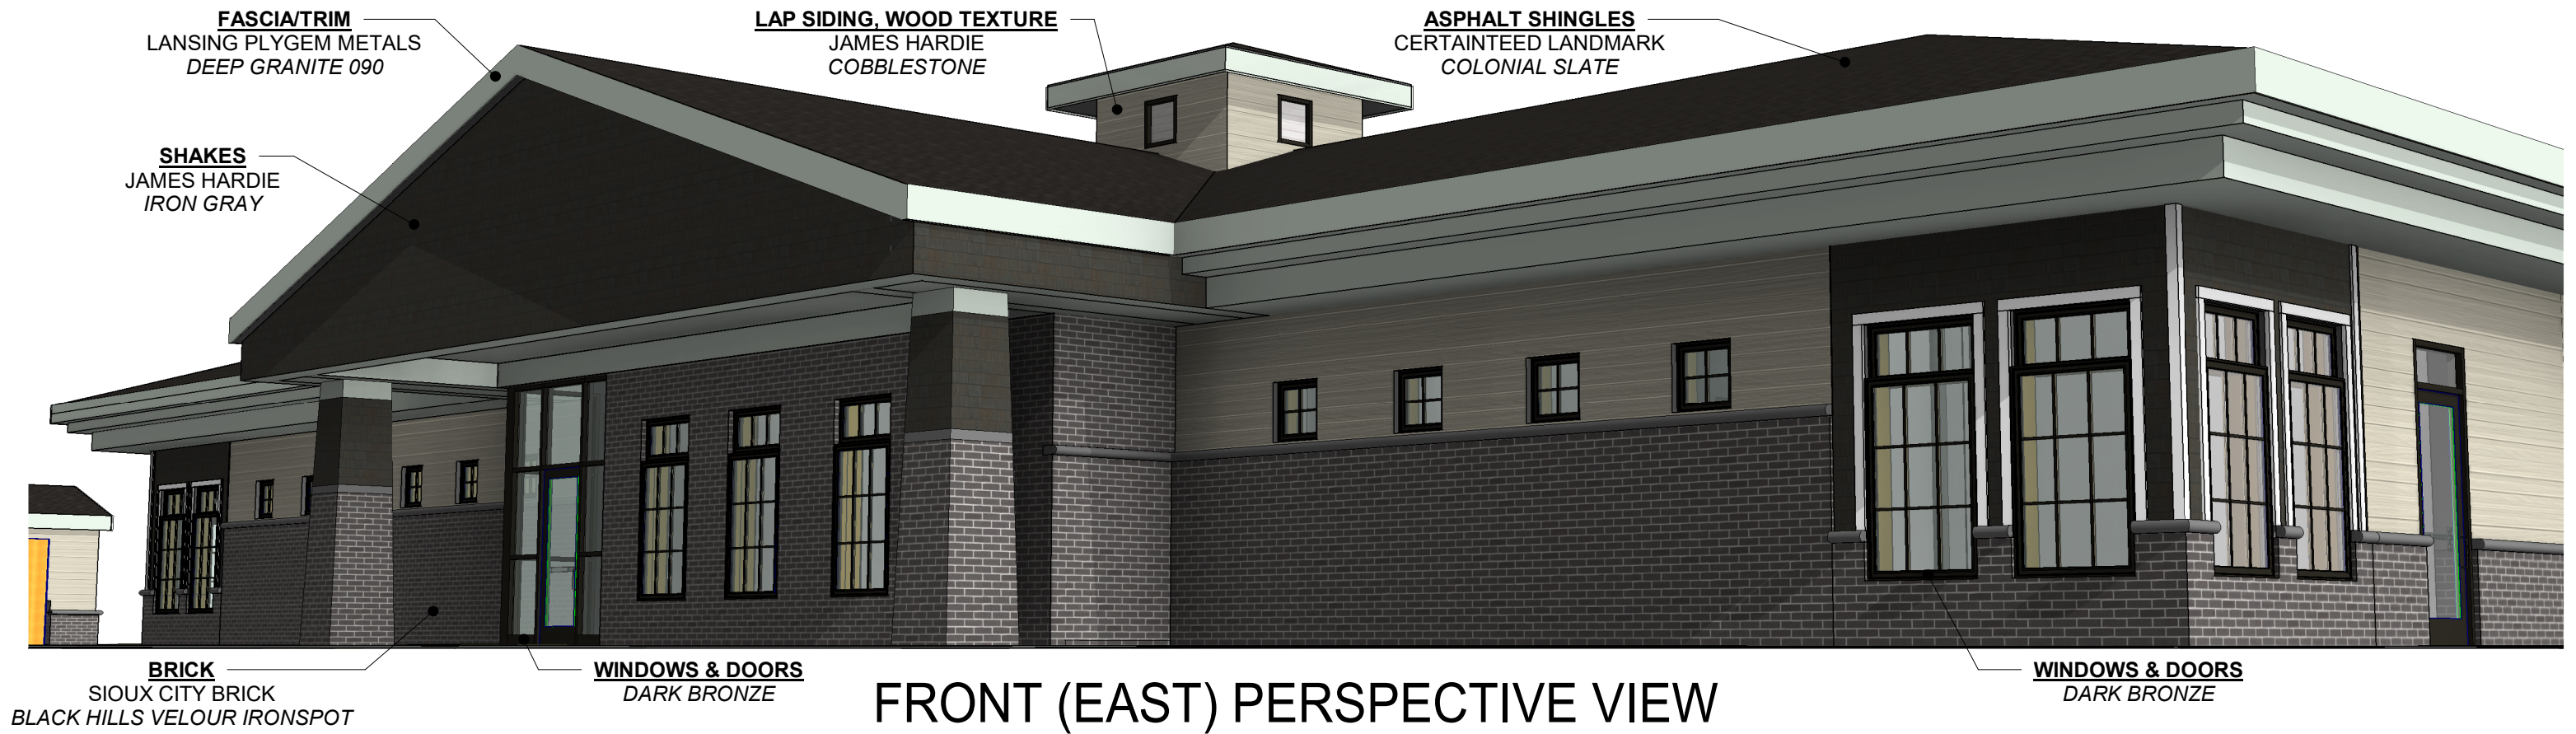 FASCIA/TRIM
LANSING PLYGEM METALS
DEEP GRANITE 090
LAP SIDING, WOOD TEXTURE
JAMES HARDIE
COBBLESTONE
ASPHALT SHINGLES
CERTAINTEED LANDMARK
COLONIAL SLATE
SHAKES
JAMES HARDIE
IRON GRAY
BRICK
SIOUX CITY BRICK
BLACK HILLS VELOUR IRONSPOT
WINDOWS & DOORS
DARK BRONZE
FRONT (EAST) PERSPECTIVE VIEW
WINDOWS & DOORS
DARK BRONZE